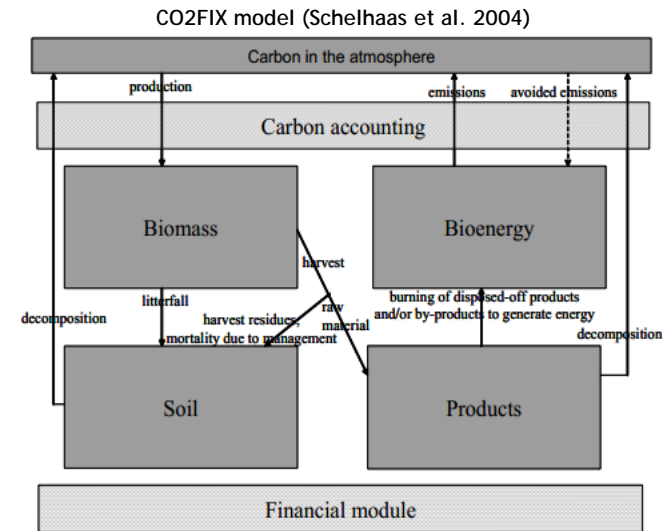 CO2FIX model (Schelhaas et al. 2004)
Carbon in the atmosphere
production
emissions
avoided emissions
Carbon accounting
Biomass
Bioenergy
harvest
litterfall
burning of disposed-off products
and/or by-products to generate energy
decomposition
harvest residues,
mortality due to management
raw
material
decomposition
Soil
Products
Financial module